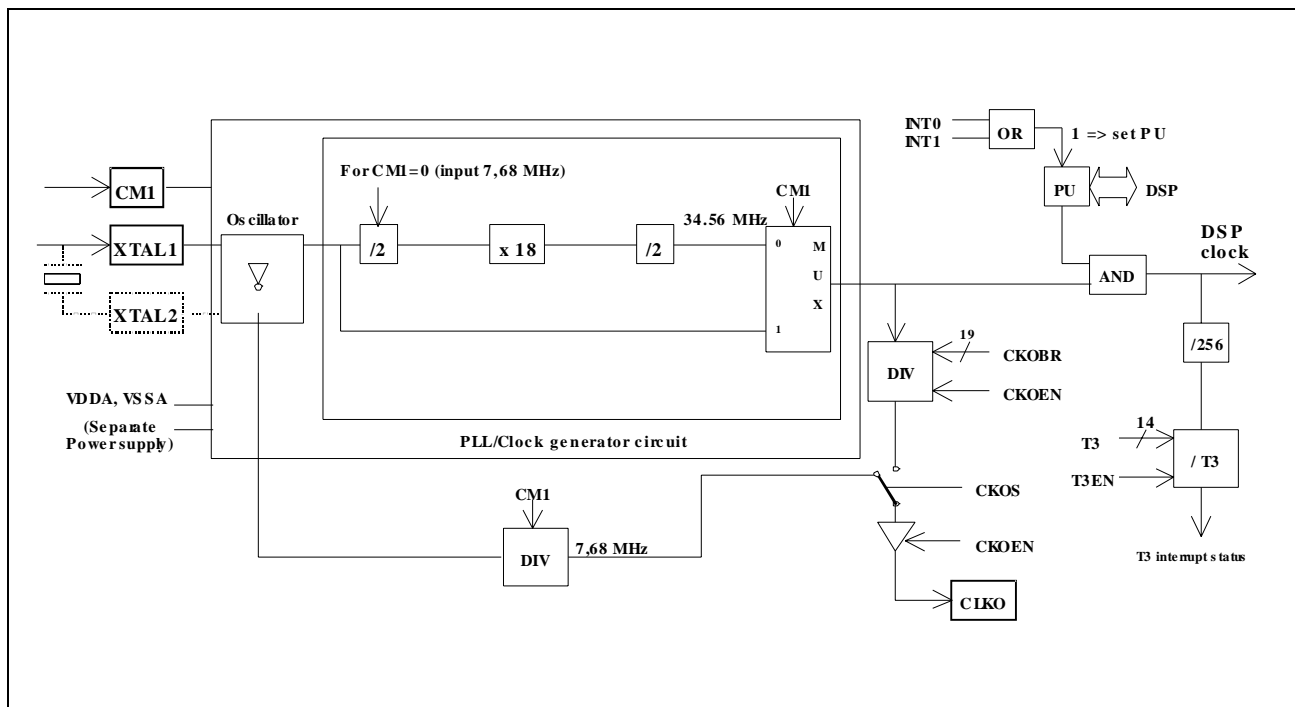 INT0
INT1
OR
1 => set PU
PU
DSP
CM1
For CM1=0 (input 7,68 MHz)
CM1
Oscillator
34.56 MHz
XTAL1
/2
x 18
/2
0
M
U
X
1
DSP
clock
AND
XTAL2
/256
19
CKOBR
DIV
CKOEN
VDDA, VSSA
(Separate
Power supply)
PLL/Clock generator circuit
14
T3
/ T3
T3EN
CM1
CKOS
DIV
7,68 MHz
CKOEN
T3 interrupt status
CLKO